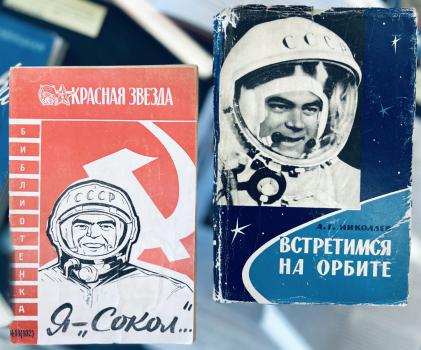 КРАСНАЯ ЗВЕЗДА
БИБЛИОТЕЧКА
СССР
Я-„Сокол"...
СССР
А. Г. НИКОЛАЕВ
ВСТРЕТИМСЯ
НА ОРБИТЕ